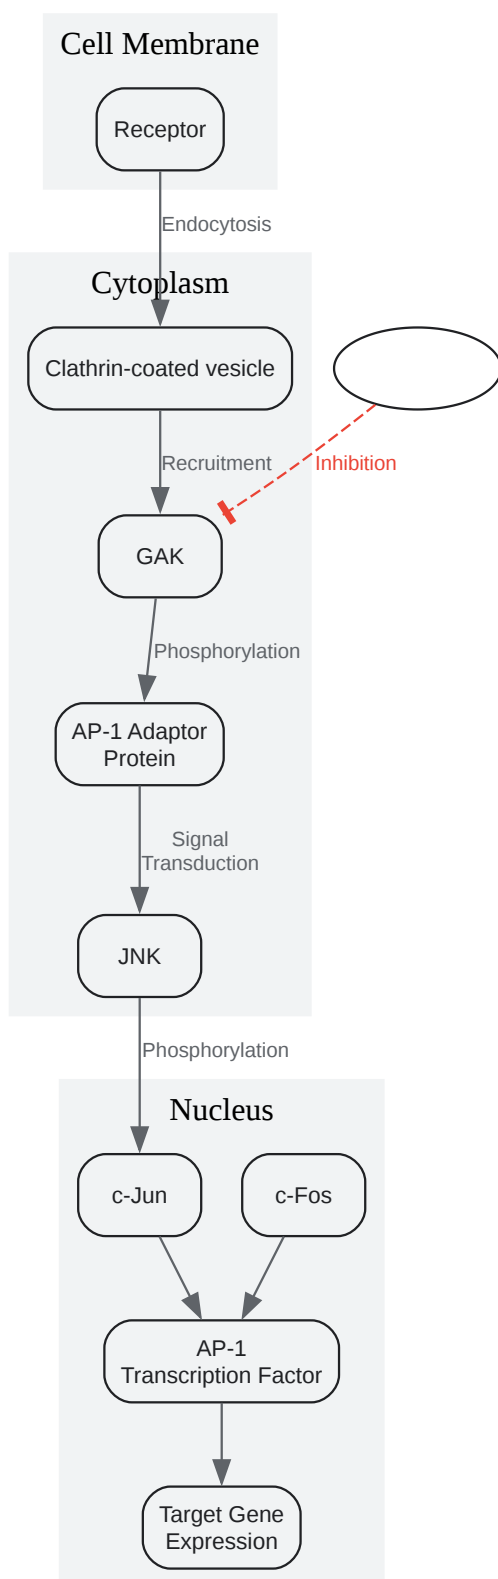 Cell Membrane
Receptor
Endocytosis
Cytoplasm
Clathrin-coated vesicle
Recruitment
Inhibition
GAK
Phosphorylation
AP-1 Adaptor
Protein
Signal
Transduction
JNK
Phosphorylation
Nucleus
c-Jun
c-Fos
AP-1
Transcription Factor
Target Gene
Expression